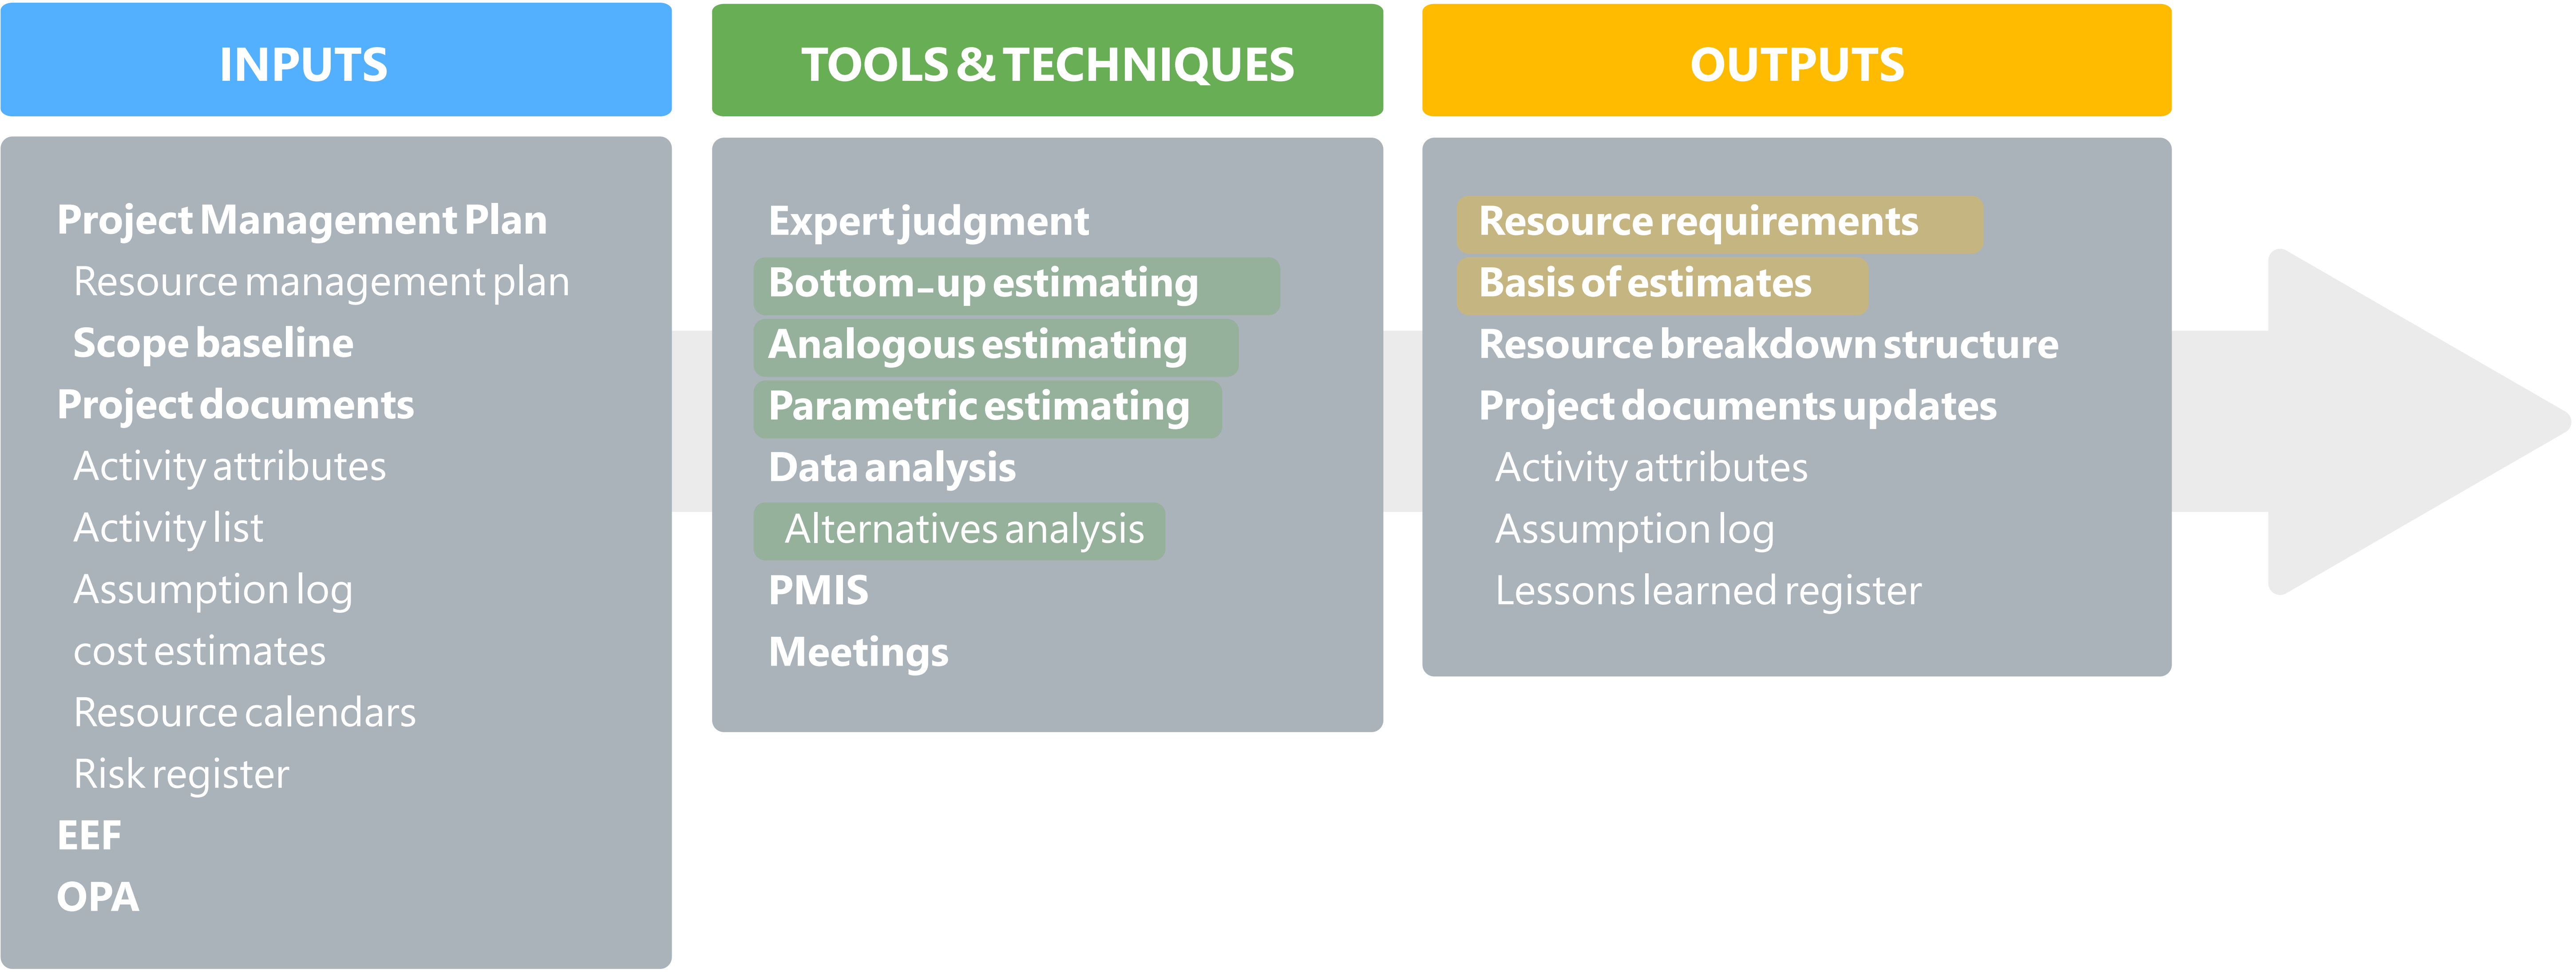 INPUTS
Project Management Plan
Resource management plan
Scope baseline
Project documents
Activity attributes
Activity list
Assumption log
cost estimates
Resource calendars
Risk register
EEF
OPA
TOOLS & TECHNIQUES
Expert judgment
Bottom-up estimating
Analogous estimating
Parametric estimating
Data analysis
Alternatives analysis
PMIS
Meetings
OUTPUTS
Resource requirements
Basis of estimates
Resource breakdown structure
Project documents updates
Activity attributes
Assumption log
Lessons learned register